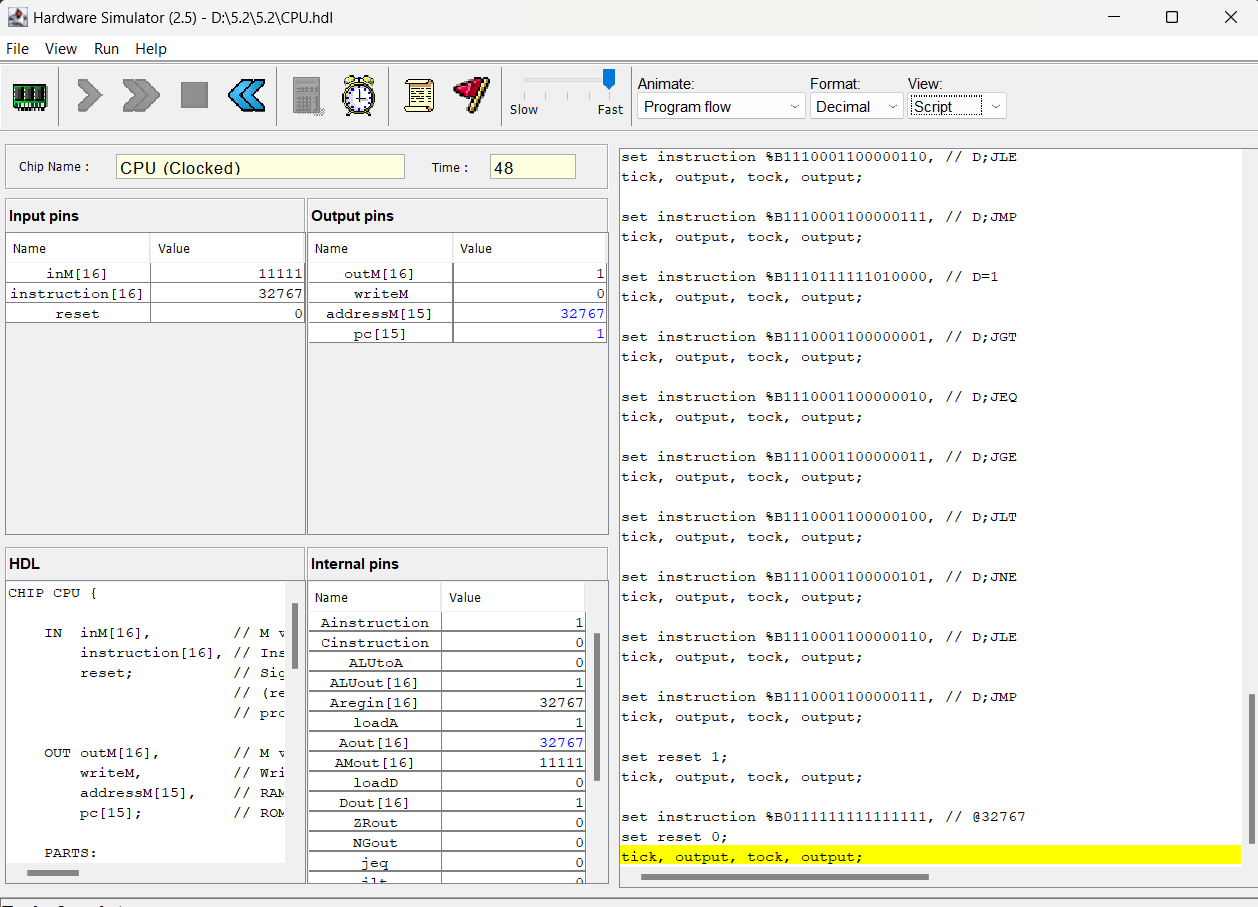 Hardware Simulator (2.5) - D:\5.2\5.2\CPU.hdl
File View Run Help
Slow Fast
Animate: Format: View:
Program flow Decimal Script
Chip Name : CPU (Clocked) Time : 48
Input pins
Name Value
inM[16] 11111
instruction[16] 32767
reset 0
Output pins
Name Value
outM[16] 1
writeM 0
addressM[15] 32767
pc[15] 1
HDL
CHIP CPU {
IN inM[16], // M v
instruction[16], // Ins
reset; // Sig
// (re
// pro
OUT outM[16], // M v
writeM, // Wri
addressM[15], // RAM
pc[15]; // ROM
PARTS:
Internal pins
Name Value
Ainstruction 1
Cinstruction 0
ALUtoA 0
ALUout[16] 1
Aregin[16] 32767
loadA 1
Aout[16] 32767
AMout[16] 11111
loadD 0
Dout[16] 1
ZRout 0
NGout 0
jeq 0
jlt 0
set instruction %B1110001100000110, // D;JLE
tick, output, tock, output;
set instruction %B1110001100000111, // D;JMP
tick, output, tock, output;
set instruction %B1110111111010000, // D=1
tick, output, tock, output;
set instruction %B1110001100000001, // D;JGT
tick, output, tock, output;
set instruction %B1110001100000010, // D;JEQ
tick, output, tock, output;
set instruction %B1110001100000011, // D;JGE
tick, output, tock, output;
set instruction %B1110001100000100, // D;JLT
tick, output, tock, output;
set instruction %B1110001100000101, // D;JNE
tick, output, tock, output;
set instruction %B1110001100000110, // D;JLE
tick, output, tock, output;
set instruction %B1110001100000111, // D;JMP
tick, output, tock, output;
set reset 1;
tick, output, tock, output;
set instruction %B0111111111111111, // @32767
set reset 0;
tick, output, tock, output;